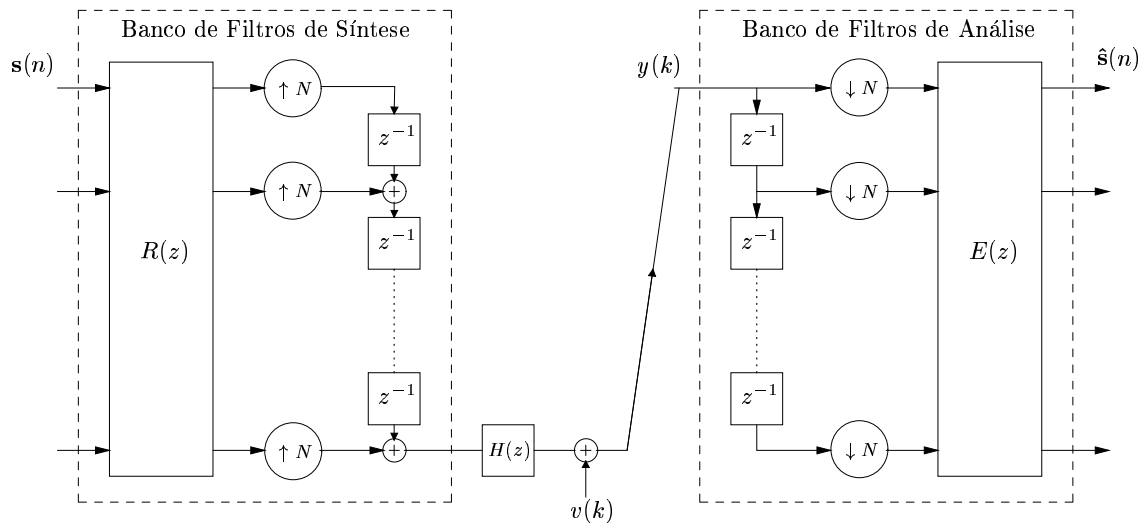 Banco de Filtros de Síntese
Banco de Filtros de Análise
s(n)
y(k)
ŝ(n)
↑ N
↓ N
z⁻¹
z⁻¹
↑ N
+
↓ N
z⁻¹
z⁻¹
R(z)
E(z)
z⁻¹
z⁻¹
↑ N
+
H(z)
+
↓ N
v(k)